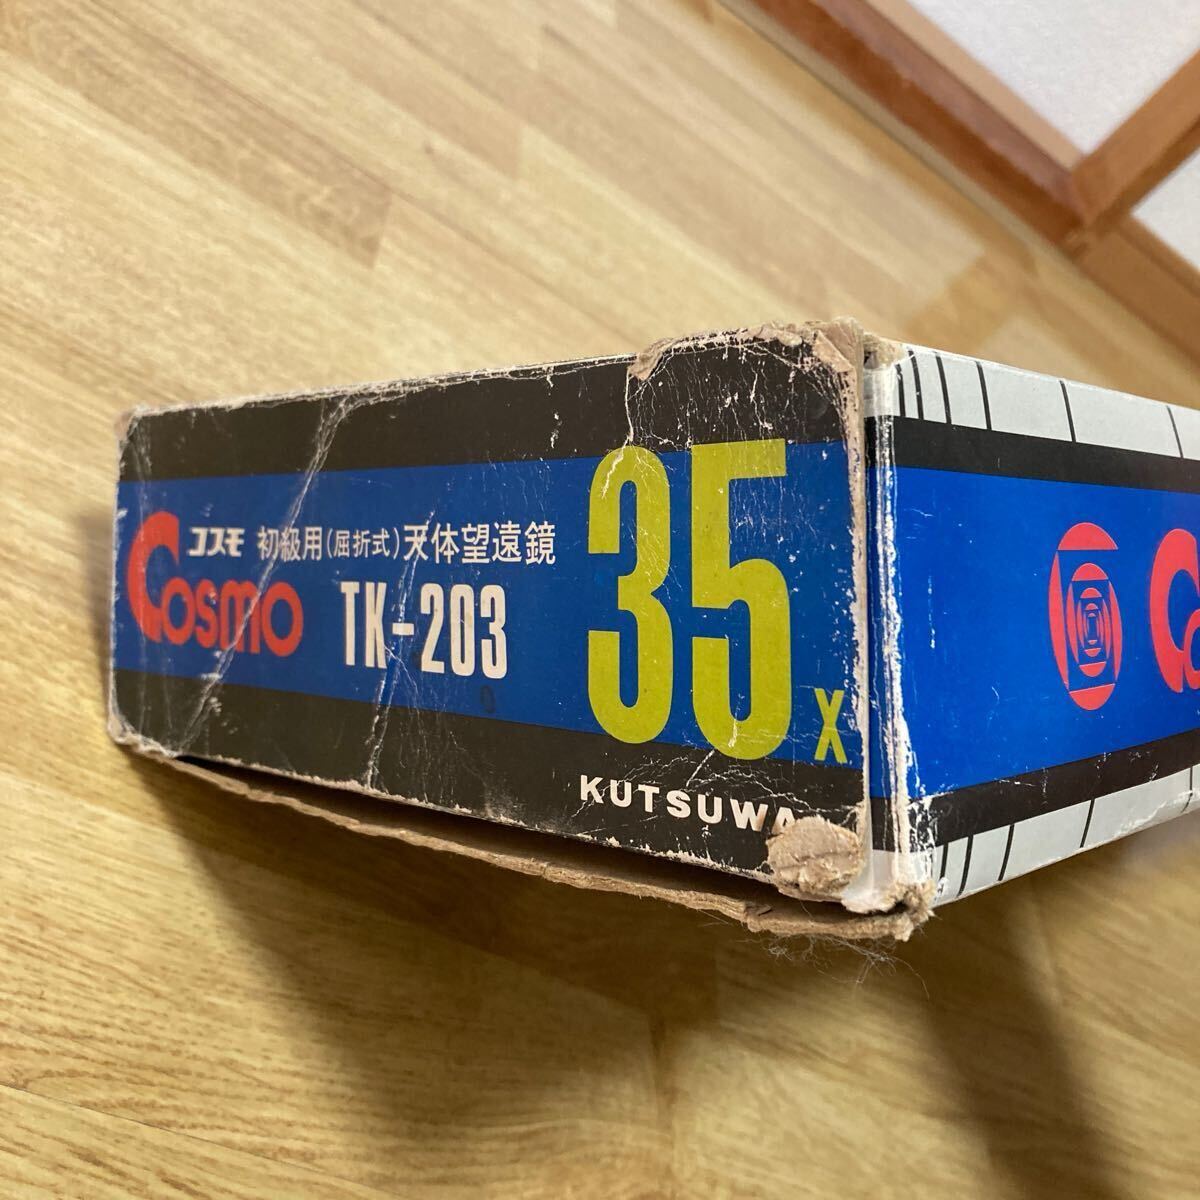 コスモ 初級用(屈折式)天体望遠鏡
Cosmo TK-203
35x
KUTSUWA